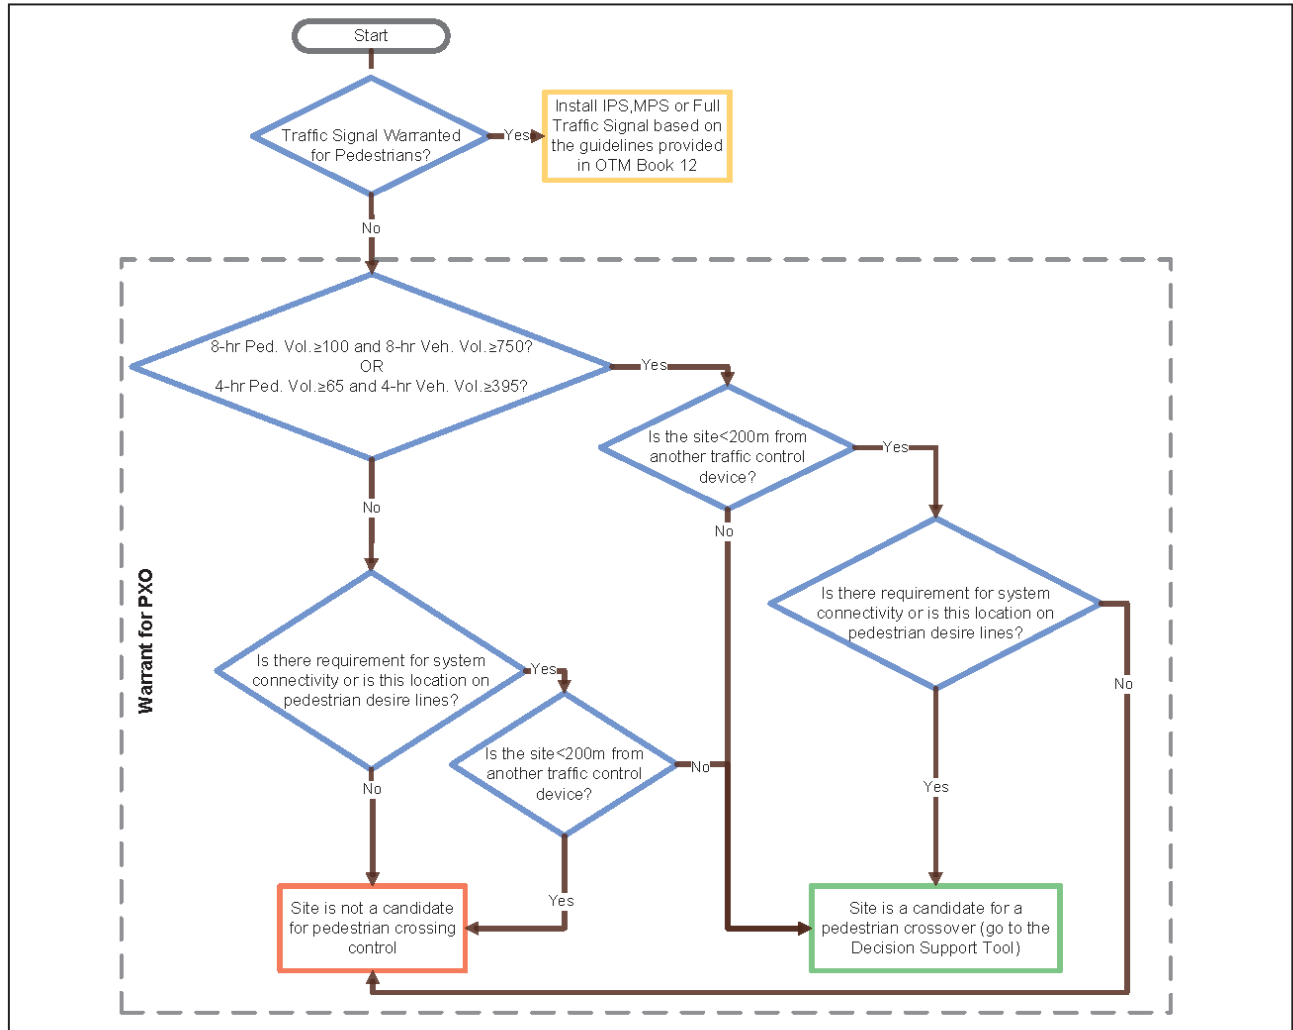 Start
Traffic Signal Warranted
for Pedestrians?
Yes
Install IPS,MPS or Full
Traffic Signal based on
the guidelines provided
in OTM Book 12
No
8-hr Ped. Vol.≥100 and 8-hr Veh. Vol.≥750?
OR
4-hr Ped. Vol.≥65 and 4-hr Veh. Vol.≥395?
Yes
Is the site<200m from
another traffic control
device?
Yes
No
No
Is there requirement for system
connectivity or is this location on
pedestrian desire lines?
Warrant for PXO
Is there requirement for system
connectivity or is this location on
pedestrian desire lines?
Yes
No
Is the site<200m from
another traffic control
device?
No
No
Yes
Yes
Site is not a candidate
for pedestrian crossing
control
Site is a candidate for a
pedestrian crossover (go to the
Decision Support Tool)